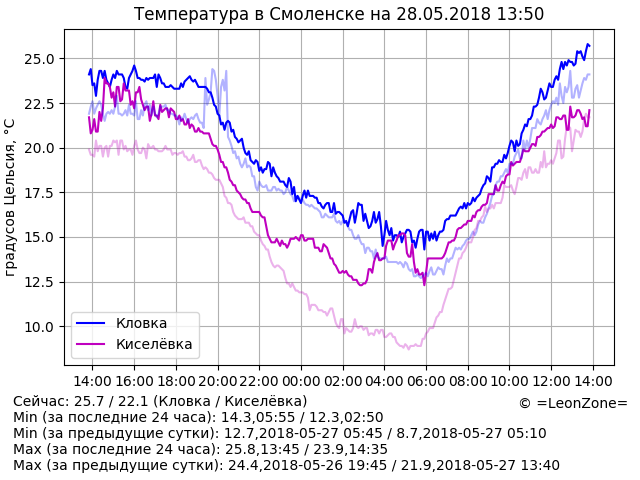 Температура в Смоленске на 28.05.2018 13:50
градусов Цельсия, °C
25.0
22.5
20.0
17.5
15.0
12.5
10.0
Кловка
Киселёвка
14:00 16:00 18:00 20:00 22:00 00:00 02:00 04:00 06:00 08:00 10:00 12:00 14:00
Сейчас: 25.7 / 22.1 (Кловка / Киселёвка)
© =LeonZone=
Min (за последние 24 часа): 14.3,05:55 / 12.3,02:50
Min (за предыдущие сутки): 12.7,2018-05-27 05:45 / 8.7,2018-05-27 05:10
Max (за последние 24 часа): 25.8,13:45 / 23.9,14:35
Max (за предыдущие сутки): 24.4,2018-05-26 19:45 / 21.9,2018-05-27 13:40